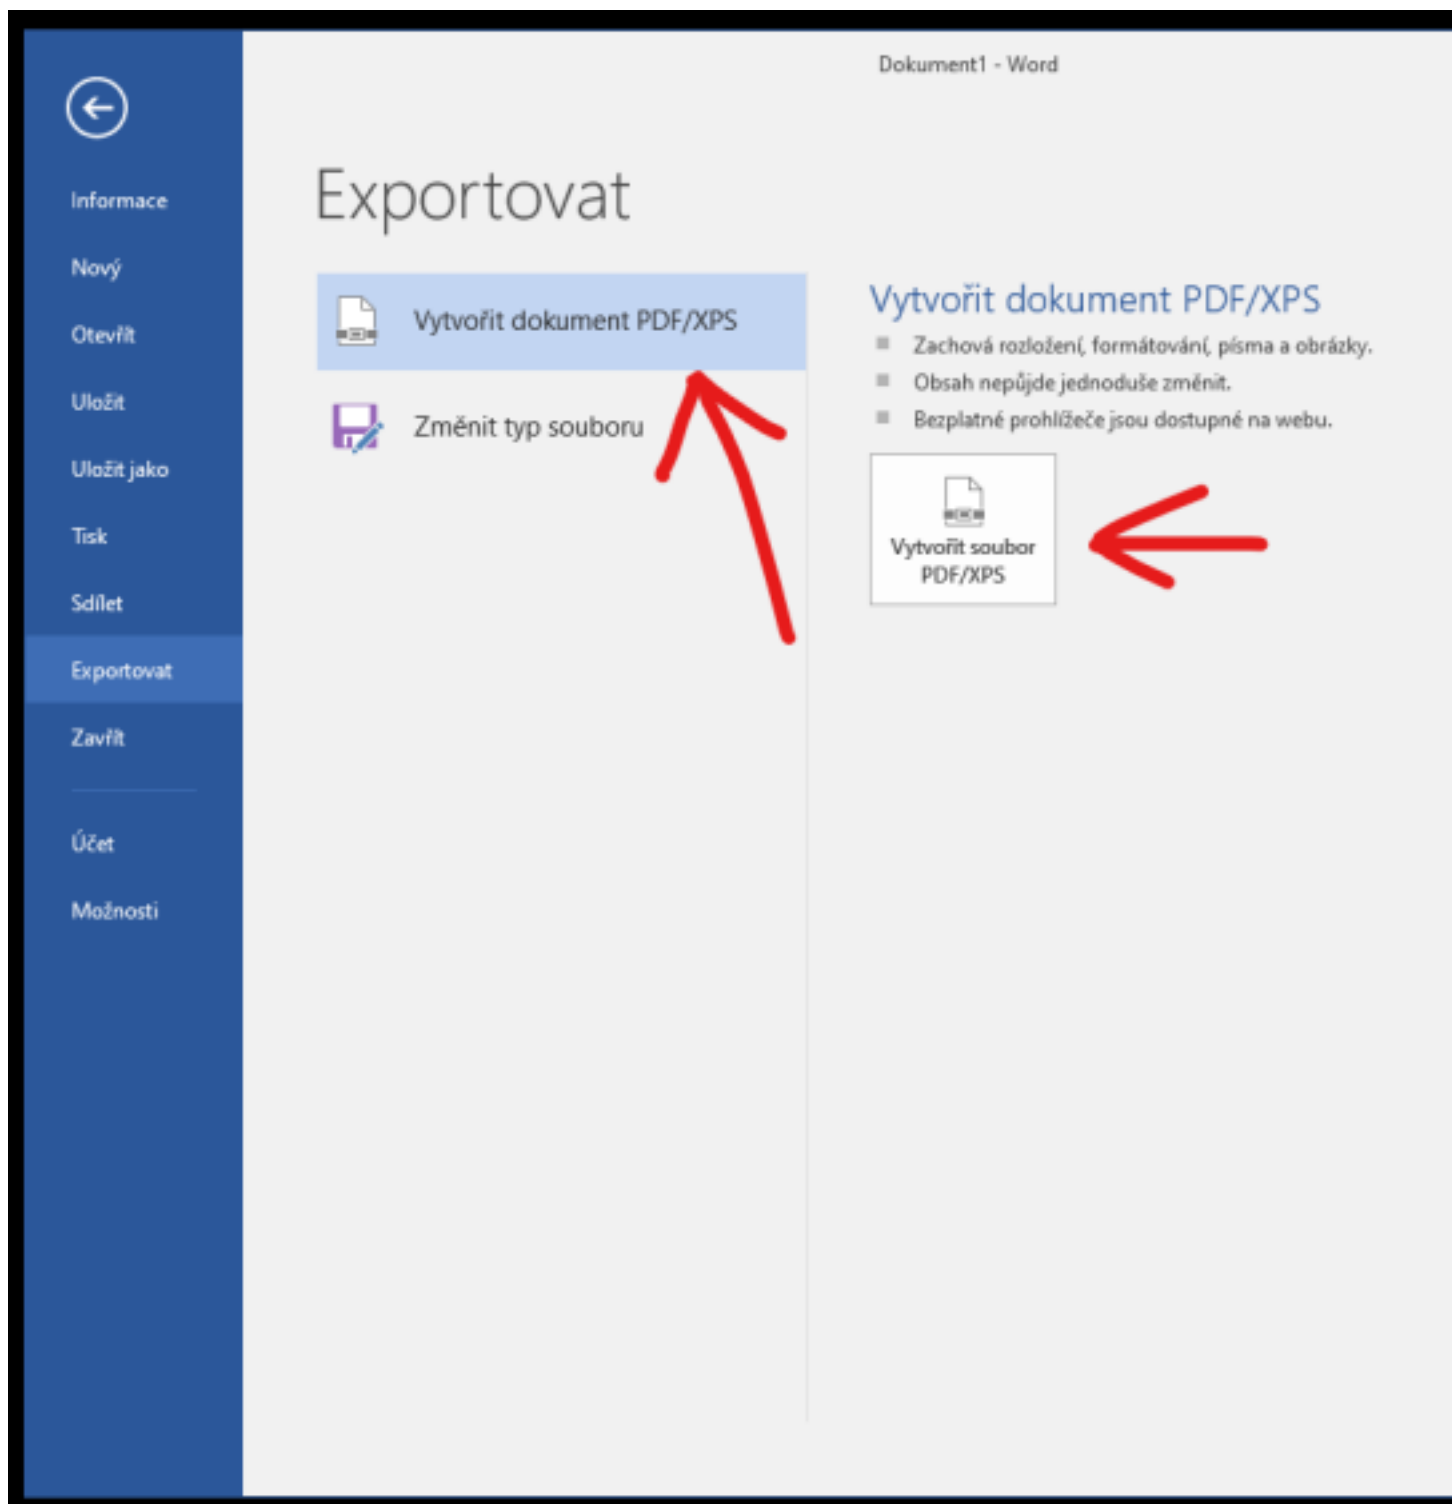 Dokument1 - Word
Informace
Nový
Otevřít
Uložit
Uložit jako
Tisk
Sdílet
Exportovat
Zavřít
Účet
Možnosti
Exportovat
Vytvořit dokument PDF/XPS
Změnit typ souboru
Vytvořit dokument PDF/XPS
Zachová rozložení, formátování, písma a obrázky.
Obsah nepůjde jednoduše změnit.
Bezplatné prohlížeče jsou dostupné na webu.
Vytvořit soubor
PDF/XPS